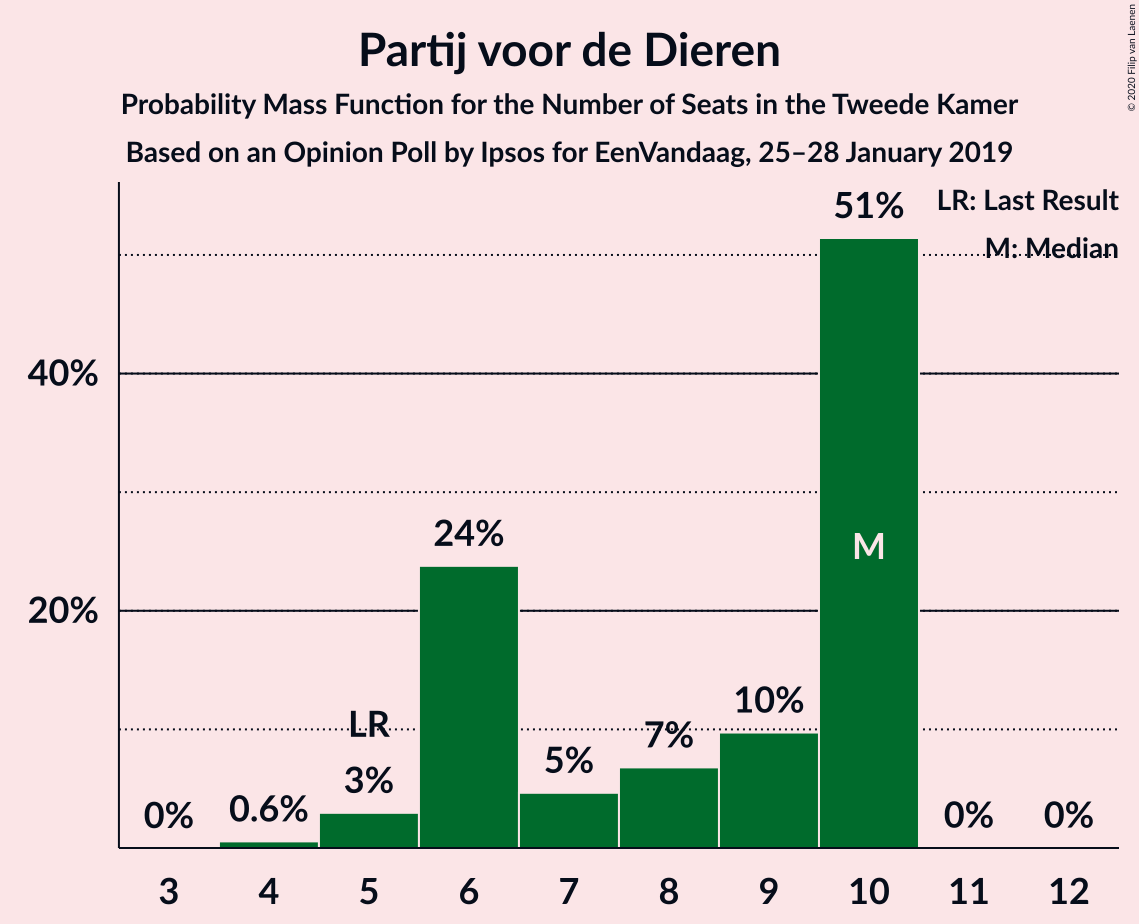 Partij voor de Dieren
Probability Mass Function for the Number of Seats in the Tweede Kamer
Based on an Opinion Poll by Ipsos for EenVandaag, 25–28 January 2019
© 2020 Filip van Laenen
LR: Last Result
M: Median
51%
40%
24%
M
20%
LR
10%
7%
5%
3%
0%
0.6%
0%
0%
3 4 5 6 7 8 9 10 11 12